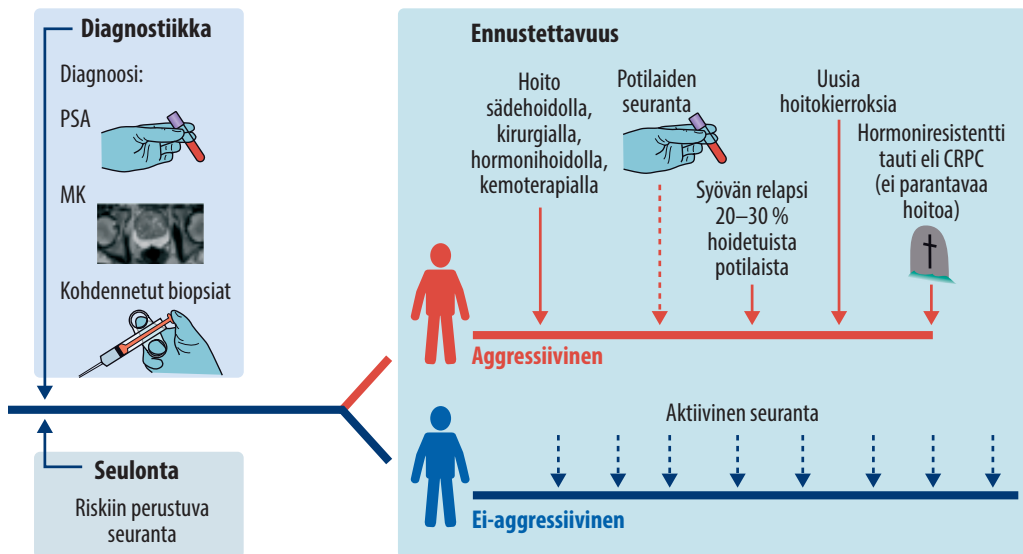 Diagnostiikka
Diagnoosi:
PSA
MK
Kohdennetut biopsiat
Seulonta
Riskiin perustuva
seuranta
Ennustettavuus
Hoito
sädehoidolla,
kirurgialla,
hormonihoidolla,
kemoterapialla
Potilaiden
seuranta
Syövän relapsi
20–30 %
hoidetuista
potilaista
Uusia
hoitokierroksia
Hormoniresistentti
tauti eli CRPC
(ei parantavaa
hoitoa)
Aggressiivinen
Aktiivinen seuranta
Ei-aggressiivinen